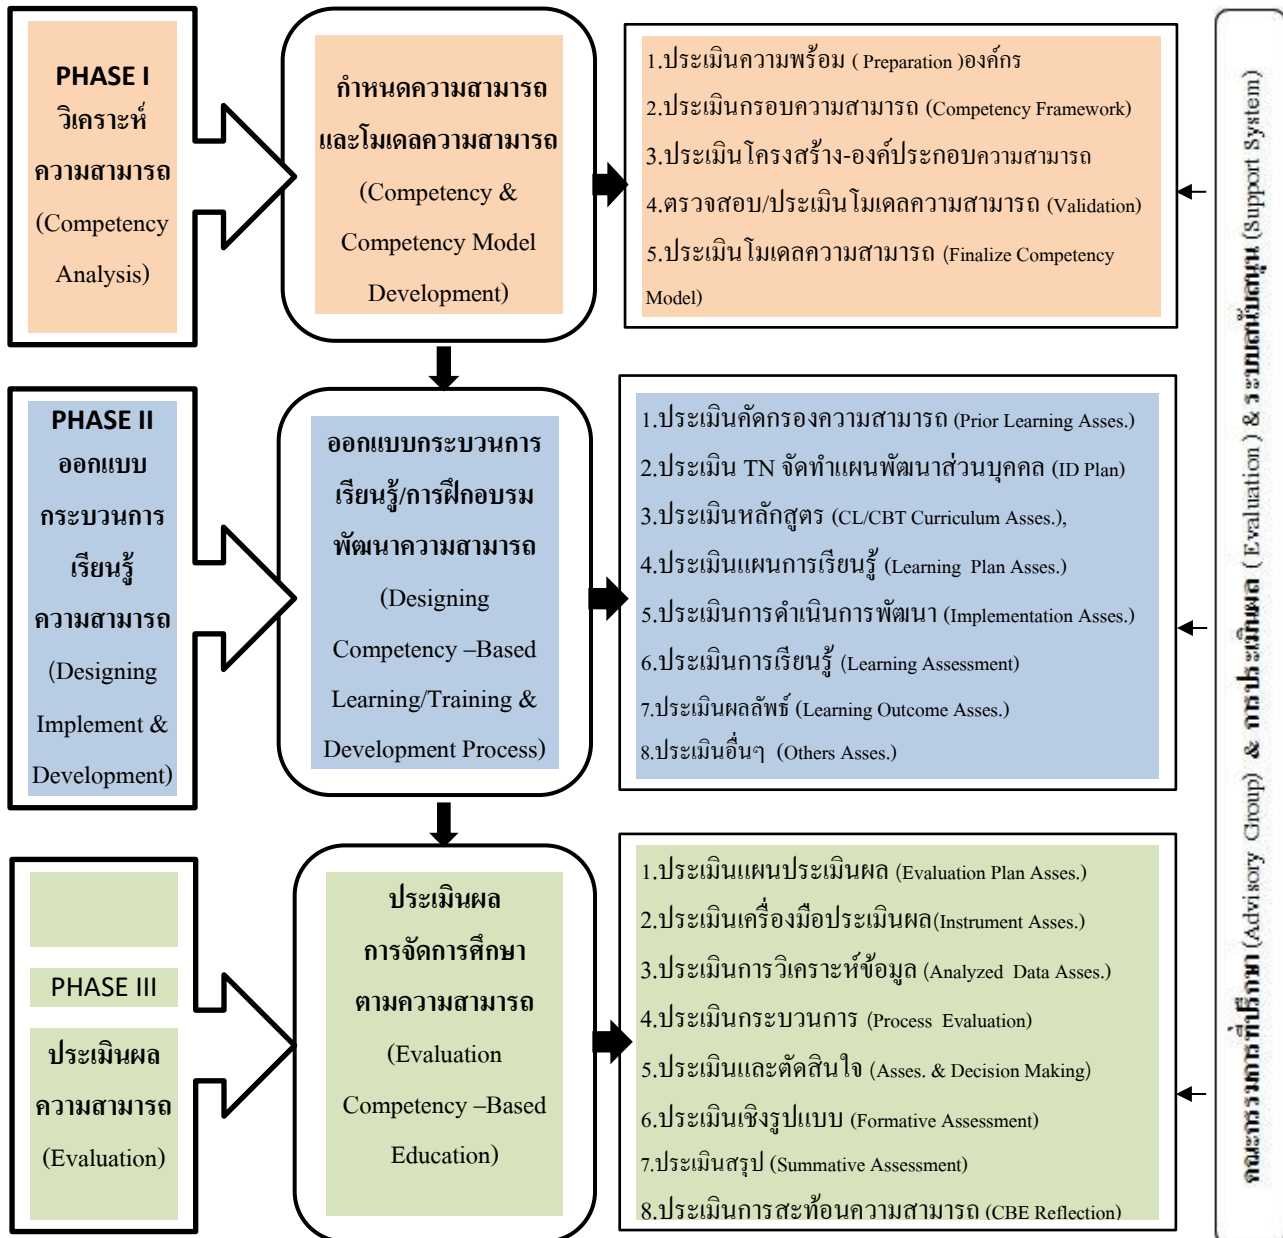 PHASE I
วิเคราะห์
ความสามารถ
(Competency
Analysis)
กำหนดความสามารถ
และโมเดลความสามารถ
(Competency &
Competency Model
Development)
1.ประเมินความพร้อม ( Preparation )องค์กร
2.ประเมินกรอบความสามารถ (Competency Framework)
3.ประเมินโครงสร้าง-องค์ประกอบความสามารถ
4.ตรวจสอบ/ประเมินโมเดลความสามารถ (Validation)
5.ประเมินโมเดลความสามารถ (Finalize Competency
Model)
PHASE II
ออกแบบ
กระบวนการ
เรียนรู้
ความสามารถ
(Designing
Implement &
Development)
ออกแบบกระบวนการ
เรียนรู้/การฝึกอบรม
พัฒนาความสามารถ
(Designing
Competency –Based
Learning/Training &
Development Process)
1.ประเมินคัดกรองความสามารถ (Prior Learning Asses.)
2.ประเมิน TN จัดทำแผนพัฒนาส่วนบุคคล (ID Plan)
3.ประเมินหลักสูตร (CL/CBT Curriculum Asses.),
4.ประเมินแผนการเรียนรู้ (Learning Plan Asses.)
5.ประเมินการดำเนินการพัฒนา (Implementation Asses.)
6.ประเมินการเรียนรู้ (Learning Assessment)
7.ประเมินผลลัพธ์ (Learning Outcome Asses.)
8.ประเมินอื่นๆ (Others Asses.)
PHASE III
ประเมินผล
ความสามารถ
(Evaluation)
ประเมินผล
การจัดการศึกษา
ตามความสามารถ
(Evaluation
Competency –Based
Education)
1.ประเมินแผนประเมินผล (Evaluation Plan Asses.)
2.ประเมินเครื่องมือประเมินผล(Instrument Asses.)
3.ประเมินการวิเคราะห์ข้อมูล (Analyzed Data Asses.)
4.ประเมินกระบวนการ (Process Evaluation)
5.ประเมินและตัดสินใจ (Asses. & Decision Making)
6.ประเมินเชิงรูปแบบ (Formative Assessment)
7.ประเมินสรุป (Summative Assessment)
8.ประเมินการสะท้อนความสามารถ (CBE Reflection)
คณะกรรมการที่ปรึกษา (Advisory Group) & การประเมินผล ( Evaluation ) & ระบบสนับสนุน (Support System)